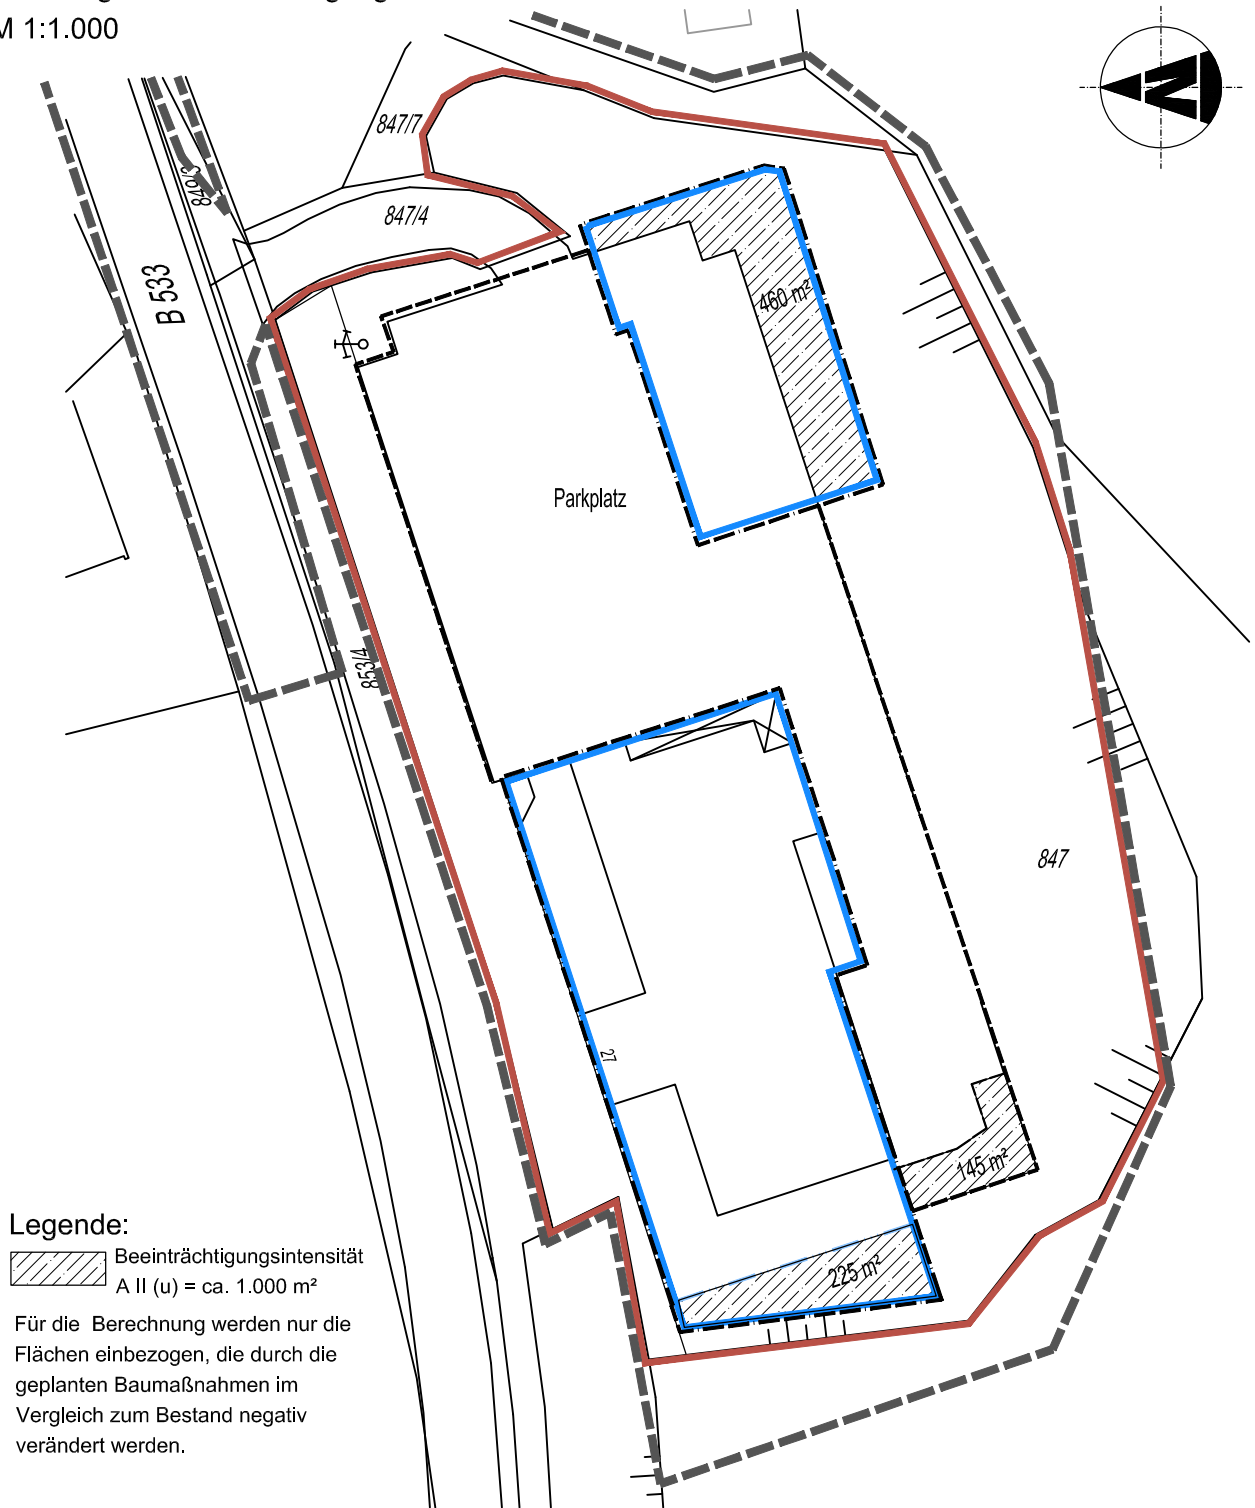 M 1:1.000
847/7
849/3
847/4
B 533
460 m²
Parkplatz
853/4
847
27
145 m²
225 m²
N
Legende:
Beeinträchtigungsintensität
A II (u) = ca. 1.000 m²
Für die Berechnung werden nur die
Flächen einbezogen, die durch die
geplanten Baumaßnahmen im
Vergleich zum Bestand negativ
verändert werden.